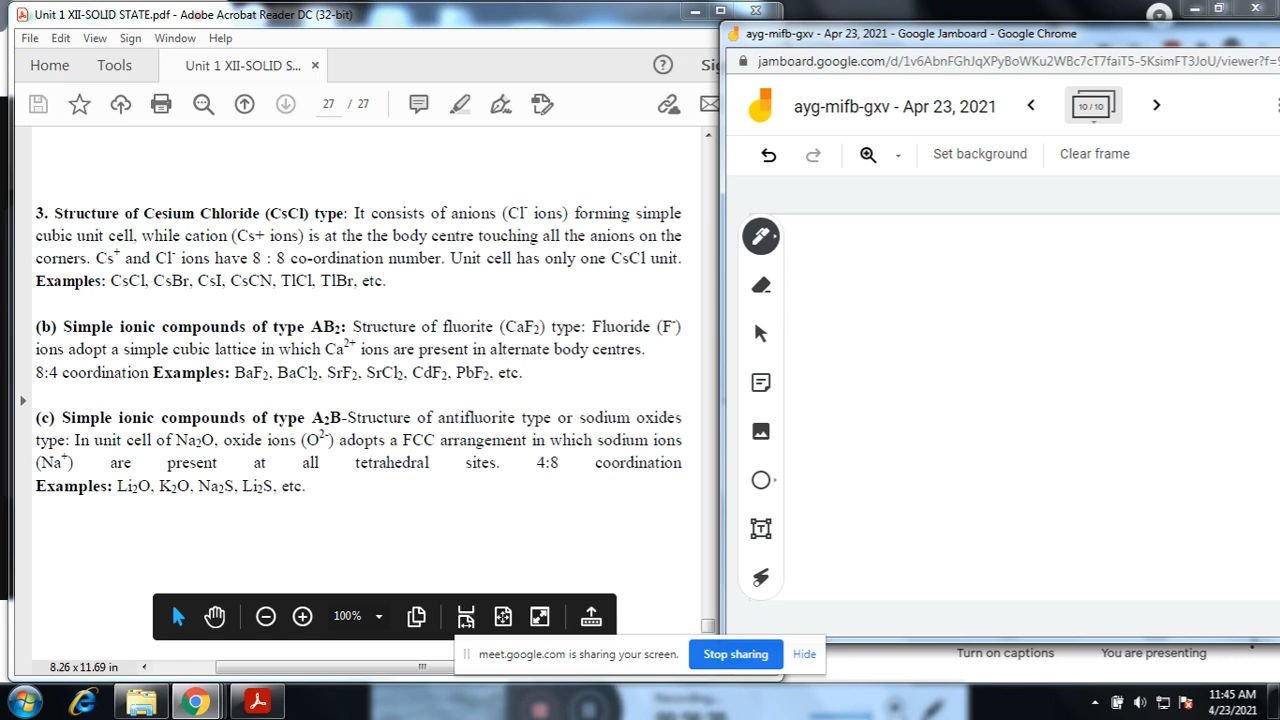 Unit 1 XII-SOLID STATE.pdf - Adobe Acrobat Reader DC (32-bit)
File Edit View Sign Window Help
Home Tools Unit 1 XII-SOLID S... ×
27 / 27
3. Structure of Cesium Chloride (CsCl) type: It consists of anions (Cl⁻ ions) forming simple
cubic unit cell, while cation (Cs+ ions) is at the the body centre touching all the anions on the
corners. Cs⁺ and Cl⁻ ions have 8 : 8 co-ordination number. Unit cell has only one CsCl unit.
Examples: CsCl, CsBr, CsI, CsCN, TlCl, TlBr, etc.
(b) Simple ionic compounds of type AB₂: Structure of fluorite (CaF₂) type: Fluoride (F⁻)
ions adopt a simple cubic lattice in which Ca²⁺ ions are present in alternate body centres.
8:4 coordination Examples: BaF₂, BaCl₂, SrF₂, SrCl₂, CdF₂, PbF₂, etc.
(c) Simple ionic compounds of type A₂B-Structure of antifluorite type or sodium oxides
type: In unit cell of Na₂O, oxide ions (O²⁻) adopts a FCC arrangement in which sodium ions
(Na⁺) are present at all tetrahedral sites. 4:8 coordination
Examples: Li₂O, K₂O, Na₂S, Li₂S, etc.
100%
8.26 x 11.69 in
meet.google.com is sharing your screen. Stop sharing Hide
ayg-mifb-gxv - Apr 23, 2021 - Google Jamboard - Google Chrome
jamboard.google.com/d/1v6AbnFGhJqXPyBoWKu2WBc7cT7faiT5-5KsimFT3JoU/viewer?f=9
ayg-mifb-gxv - Apr 23, 2021
10 / 10
Set background Clear frame
Turn on captions You are presenting
Recording...
11:45 AM
4/23/2021